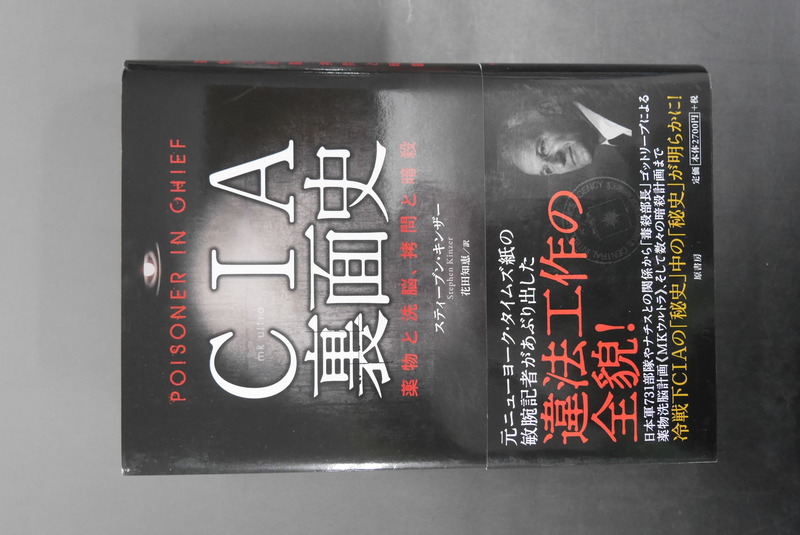 POISONER IN CHIEF
CIA
mk ultra
裏面史
薬物と洗脳、拷問と暗殺
スティーブン・キンザー
Stephen Kinzer
花田知恵/訳
元ニューヨーク・タイムズ紙の
敏腕記者があぶり出した
違法工作の
全貌!
日本軍731部隊やナチスとの関係から「毒殺部長」ゴットリーブによる
薬物洗脳計画《MKウルトラ》、そして数々の暗殺計画まで
冷戦下CIAの「秘史」中の「秘史」が明らかに!
原書房
定価 本体2700円+税